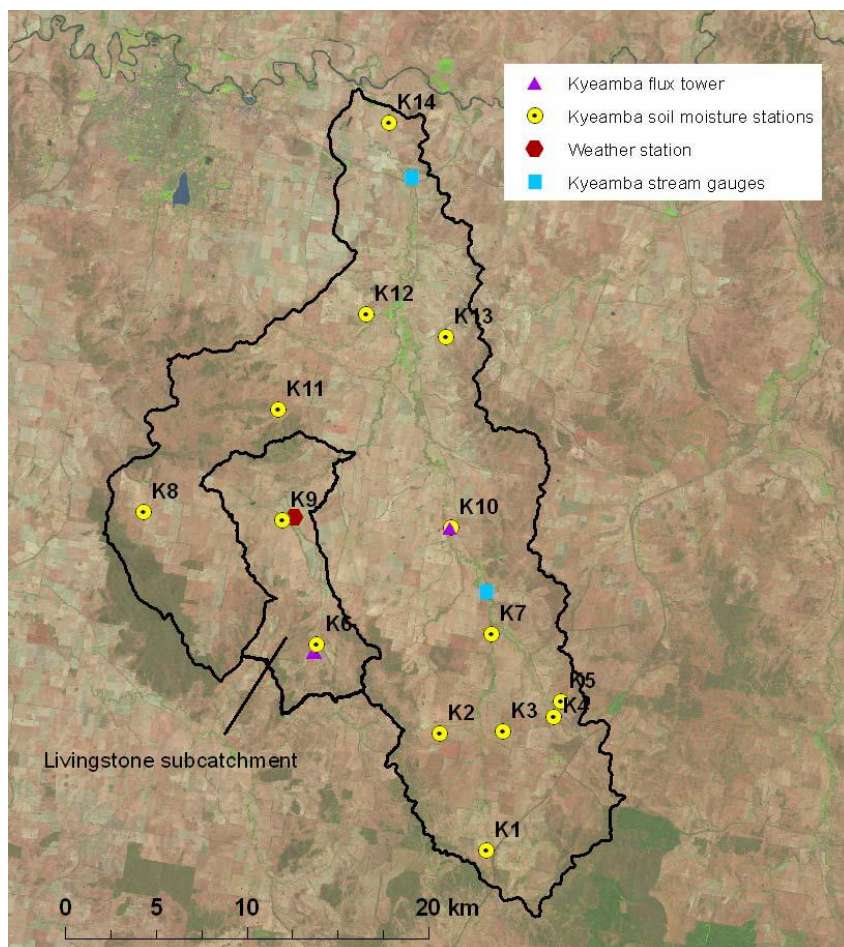 K14
Kyeamba flux tower
Kyeamba soil moisture stations
Weather station
Kyeamba stream gauges
K12
K13
K11
K8
K9
K10
K6
K7
K5
K4
K2
K3
Livingstone subcatchment
K1
0 5 10 20 km